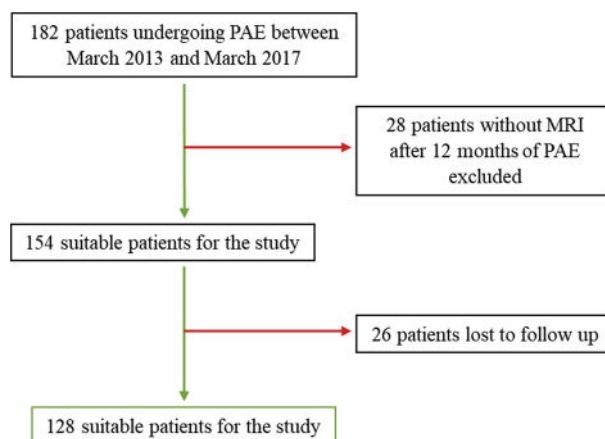 182 patients undergoing PAE between
March 2013 and March 2017
28 patients without MRI
after 12 months of PAE
excluded
154 suitable patients for the study
26 patients lost to follow up
128 suitable patients for the study